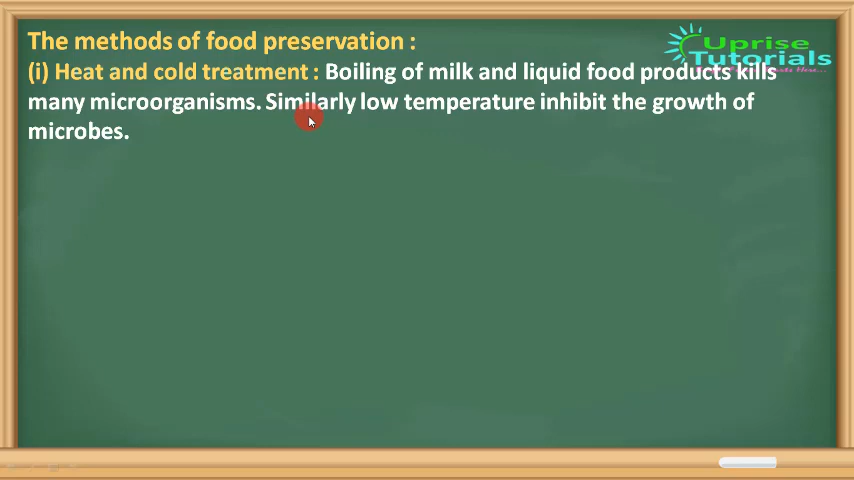 The methods of food preservation :
Uprise
(i) Heat and cold treatment : Boiling of milk and liquid food products kills
Tutorials
many microorganisms. Similarly low temperature inhibit the growth of
microbes.